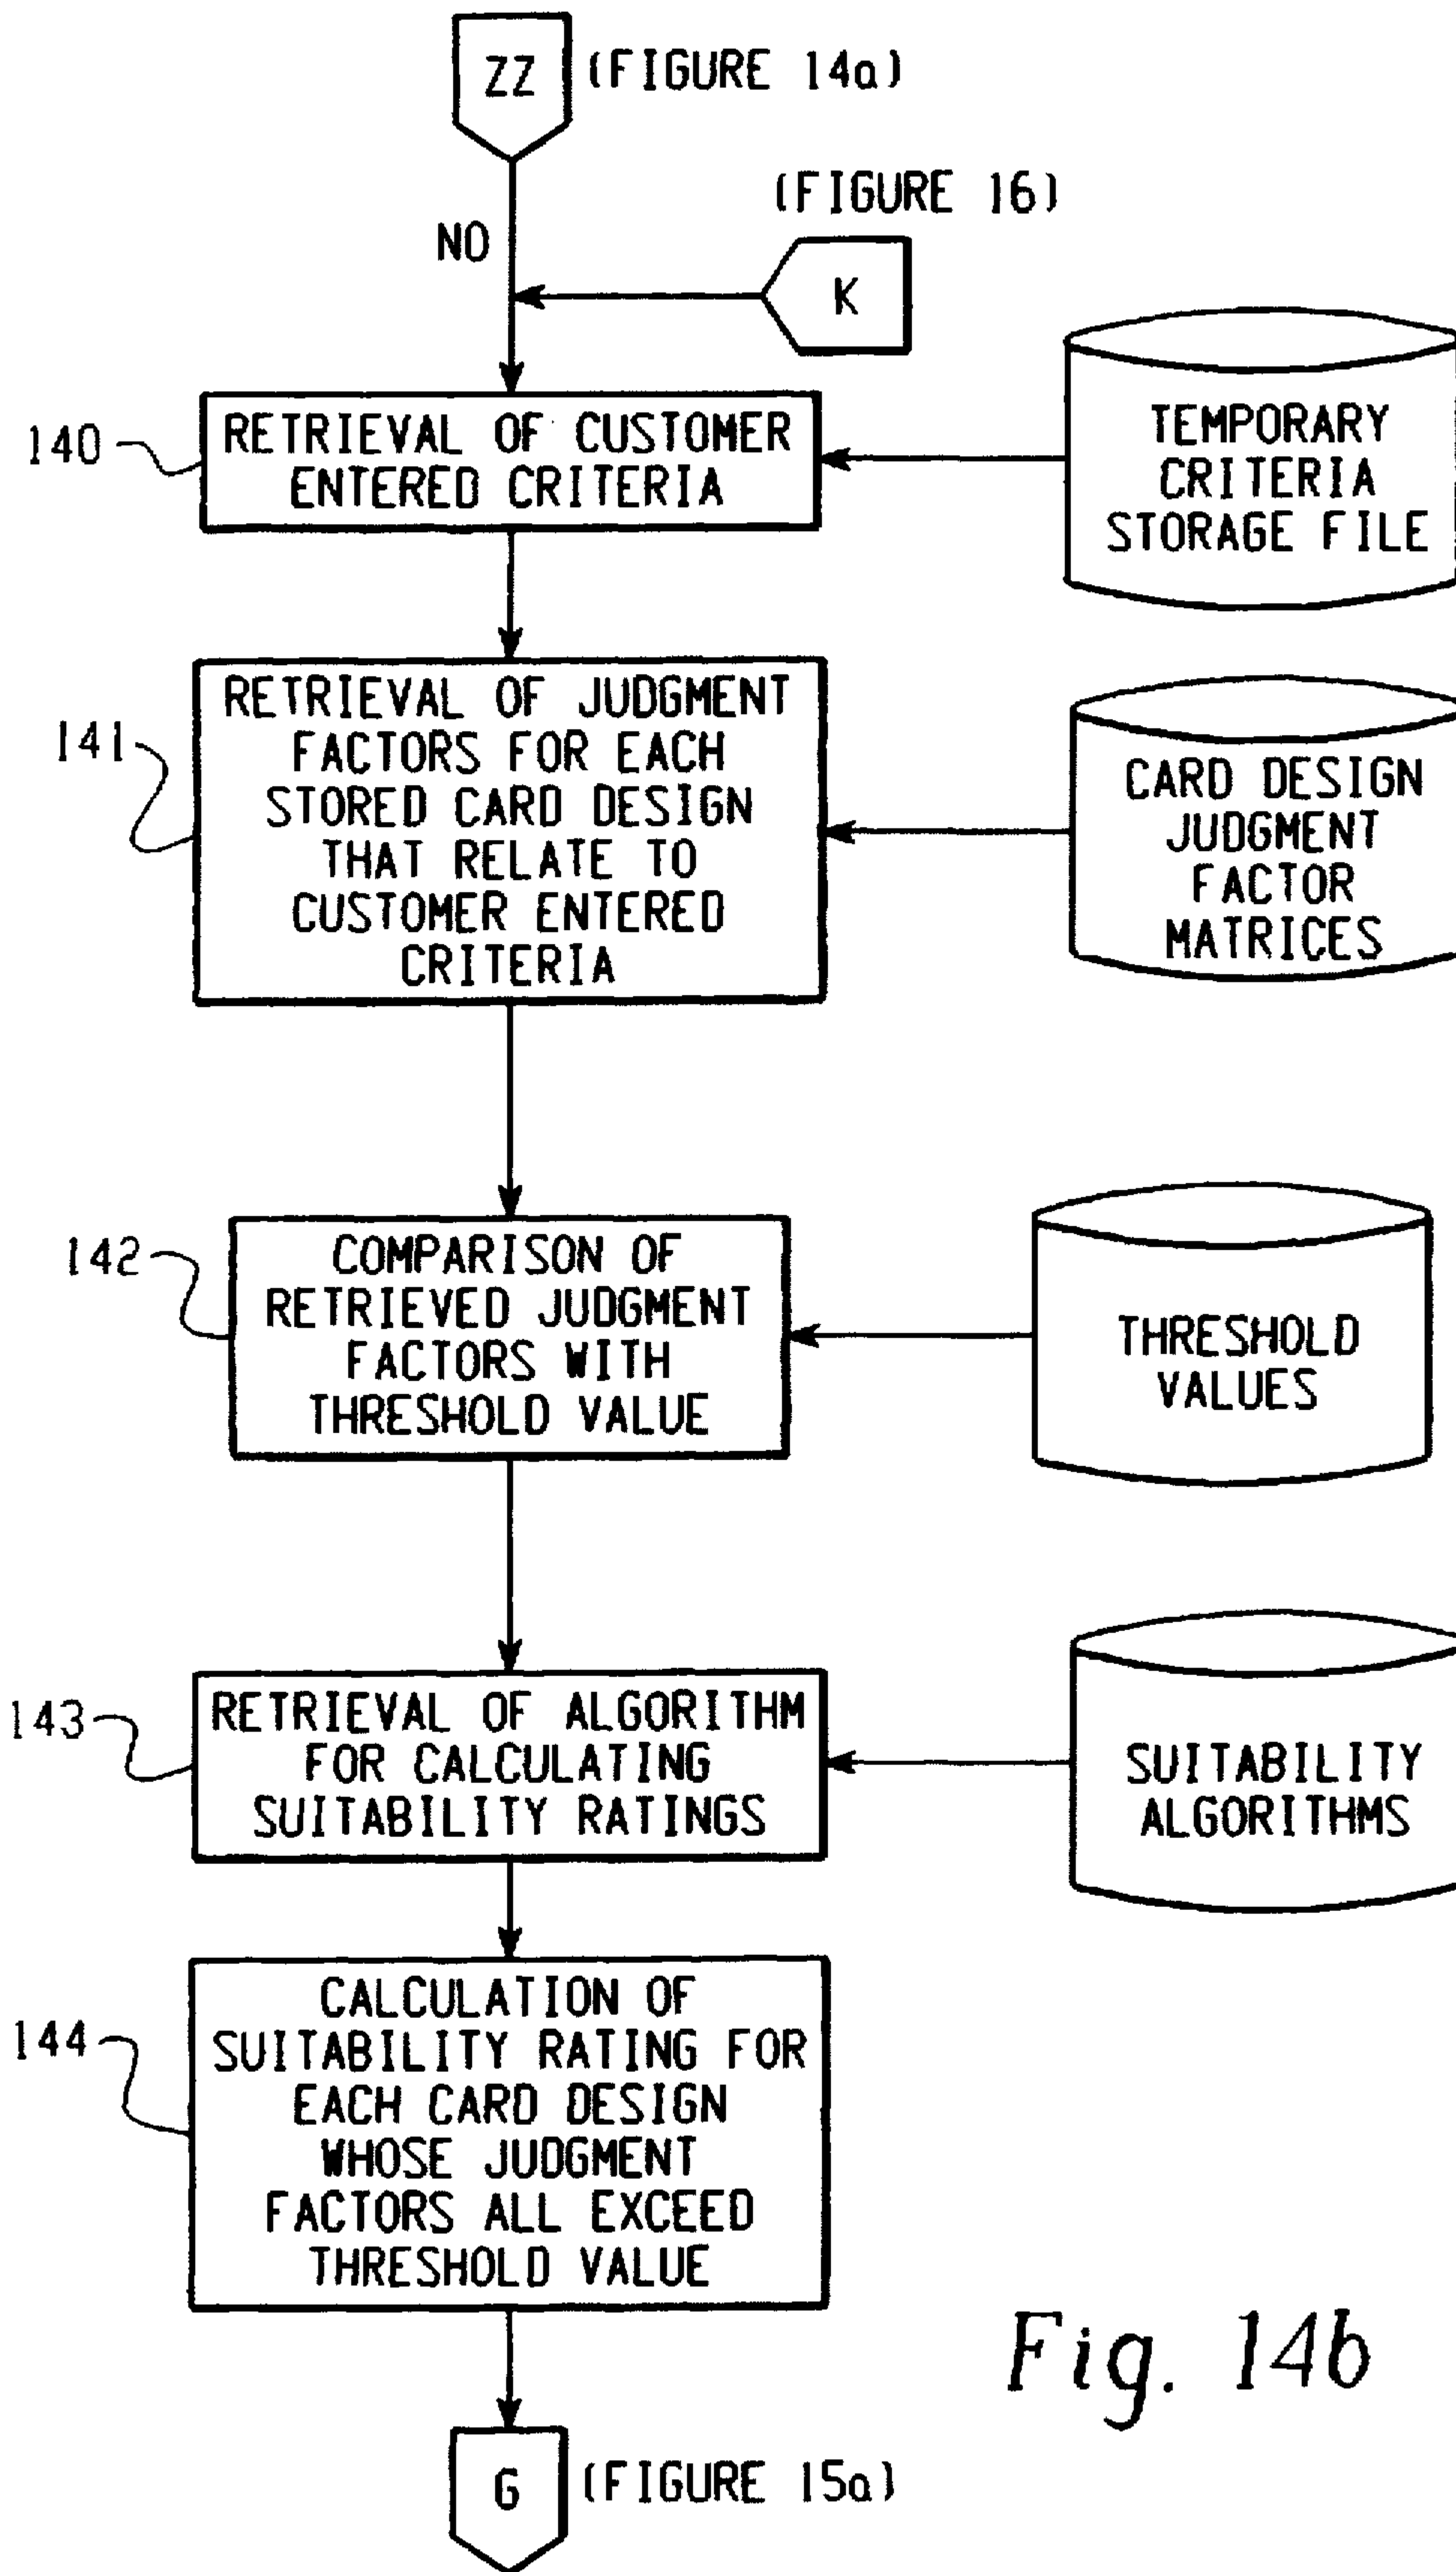 ZZ (FIGURE 14a)
(FIGURE 16)
NO
K
140
RETRIEVAL OF CUSTOMER
ENTERED CRITERIA
TEMPORARY
CRITERIA
STORAGE FILE
141
RETRIEVAL OF JUDGMENT
FACTORS FOR EACH
STORED CARD DESIGN
THAT RELATE TO
CUSTOMER ENTERED
CRITERIA
CARD DESIGN
JUDGMENT
FACTOR
MATRICES
142
COMPARISON OF
RETRIEVED JUDGMENT
FACTORS WITH
THRESHOLD VALUE
THRESHOLD
VALUES
143
RETRIEVAL OF ALGORITHM
FOR CALCULATING
SUITABILITY RATINGS
SUITABILITY
ALGORITHMS
144
CALCULATION OF
SUITABILITY RATING FOR
EACH CARD DESIGN
WHOSE JUDGMENT
FACTORS ALL EXCEED
THRESHOLD VALUE
Fig. 14b
G (FIGURE 15a)